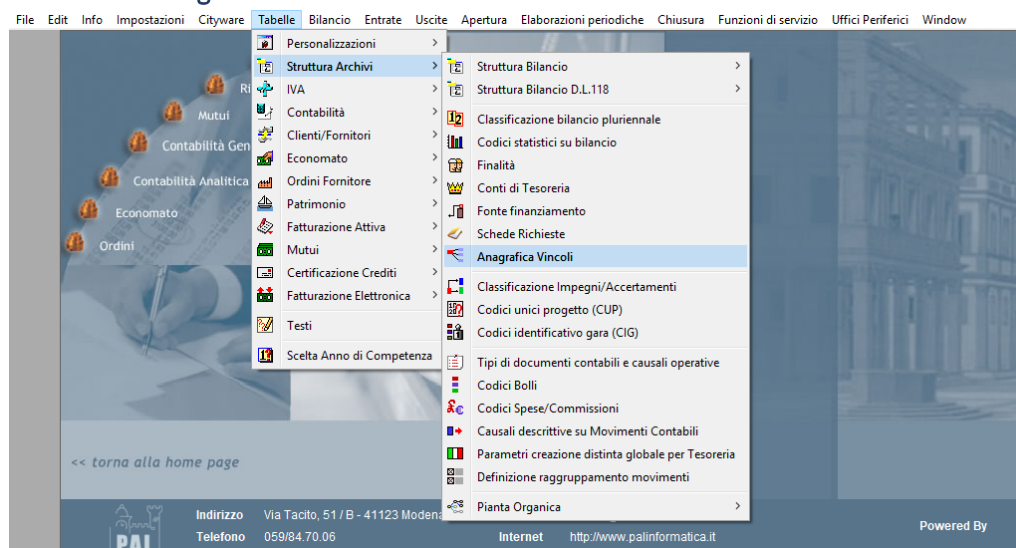 File Edit Info Impostazioni Cityware Tabelle Bilancio Entrate Uscite Apertura Elaborazioni periodiche Chiusura Funzioni di servizio Uffici Periferici Window
Personalizzazioni
Struttura Archivi
IVA
Contabilità
Clienti/Fornitori
Economato
Ordini Fornitore
Patrimonio
Fatturazione Attiva
Mutui
Certificazione Crediti
Fatturazione Elettronica
Testi
Scelta Anno di Competenza
Struttura Bilancio
Struttura Bilancio D.L.118
Classificazione bilancio pluriennale
Codici statistici su bilancio
Finalità
Conti di Tesoreria
Fonte finanziamento
Schede Richieste
Anagrafica Vincoli
Classificazione Impegni/Accertamenti
Codici unici progetto (CUP)
Codici identificativo gara (CIG)
Tipi di documenti contabili e causali operative
Codici Bolli
Codici Spese/Commissioni
Causali descrittive su Movimenti Contabili
Parametri creazione distinta globale per Tesoreria
Definizione raggruppamento movimenti
Pianta Organica
Mutui
Contabilità Gen
Contabilità Analitica
Economato
Ordini
<< torna alla home page
PAL
Indirizzo Via Tacito, 51 / B - 41123 Modena
Telefono 059/84.70.06
Internet http://www.palinformatica.it
Powered By